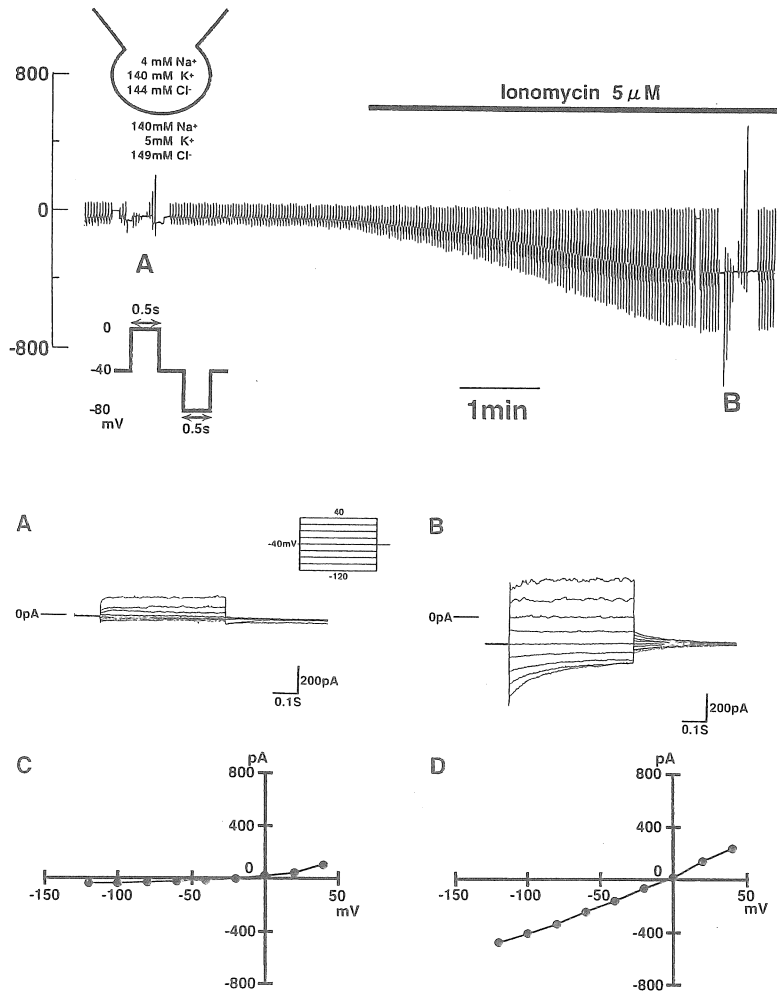 800
0
-800
4 mM Na⁺
140 mM K⁺
144 mM Cl⁻
140mM Na⁺
5mM K⁺
149mM Cl⁻
Ionomycin 5 μM
A
B
0.5s
0
-40
-80
mV
0.5s
1min
A
40
-40mV
-120
0pA
200pA
0.1S
B
0pA
200pA
0.1S
C
pA
800
400
0
-150
-100
-50
50
mV
-400
-800
D
pA
800
400
0
-150
-100
-50
50
mV
-400
-800